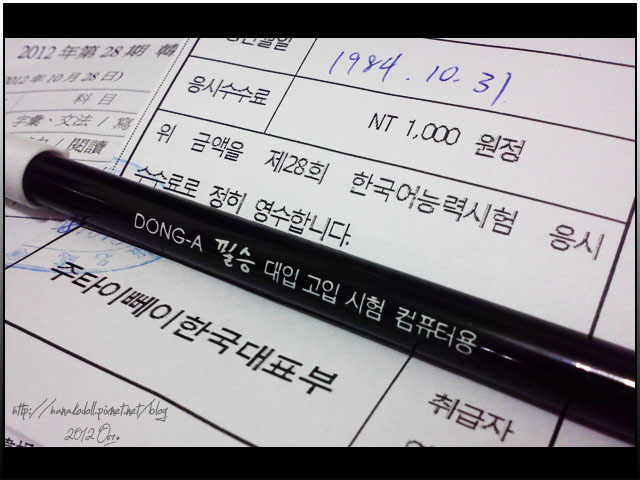 2012年第28期 韓
2012年10月28日)
科 目
字彙·文法 / 寫
/ 閱讀
1984.10.31
응시수수료
NT 1,000 원정
위 금액을 제28회 한국어능력시험 응시
수수료로 정히 영수합니다.
DONG-A 필승 대입 고입 시험 컴퓨터용
주타이뻬이한국대표부
취급자
http://nanakodoll.pixnet.net/blog
2012 Oct.